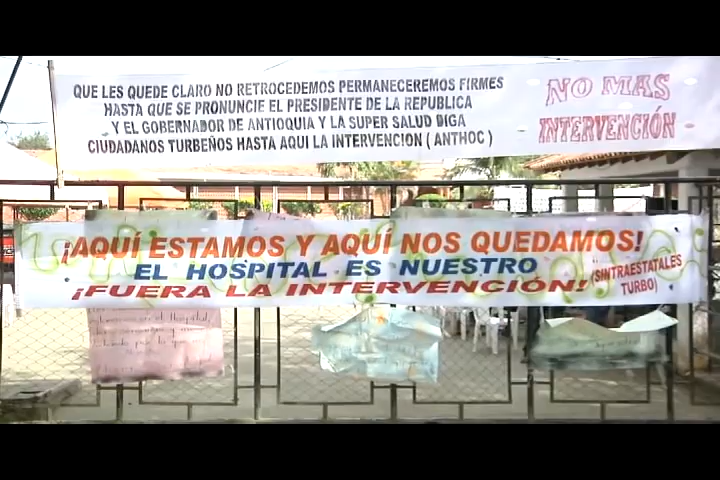 QUE LES QUEDE CLARO NO RETROCEDEMOS PERMANECEREMOS FIRMES
HASTA QUE SE PRONUNCIE EL PRESIDENTE DE LA REPUBLICA
Y EL GOBERNADOR DE ANTIOQUIA Y LA SUPER SALUD DIGA
CIUDADANOS TURBEÑOS HASTA AQUI LA INTERVENCION ( ANTHOC )
NO MAS
INTERVENCIÓN
¡AQUÍ ESTAMOS Y AQUÍ NOS QUEDAMOS!
EL HOSPITAL ES NUESTRO
¡FUERA LA INTERVENCIÓN!
(SINTRAESTATALES
TURBO)